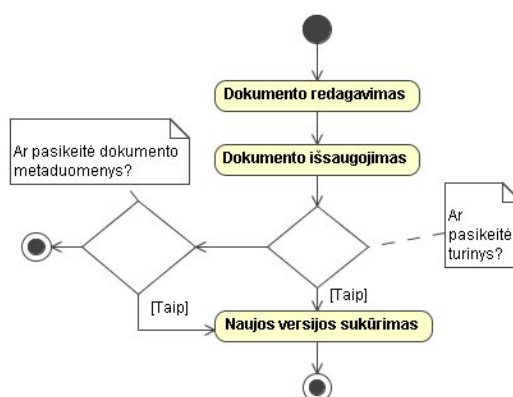 Dokumento redagavimas
Ar pasikeitė dokumento
metaduomenys?
Dokumento išsaugojimas
Ar
pasikeitė
turinys?
[Taip]
[Taip]
Naujos versijos sukūrimas